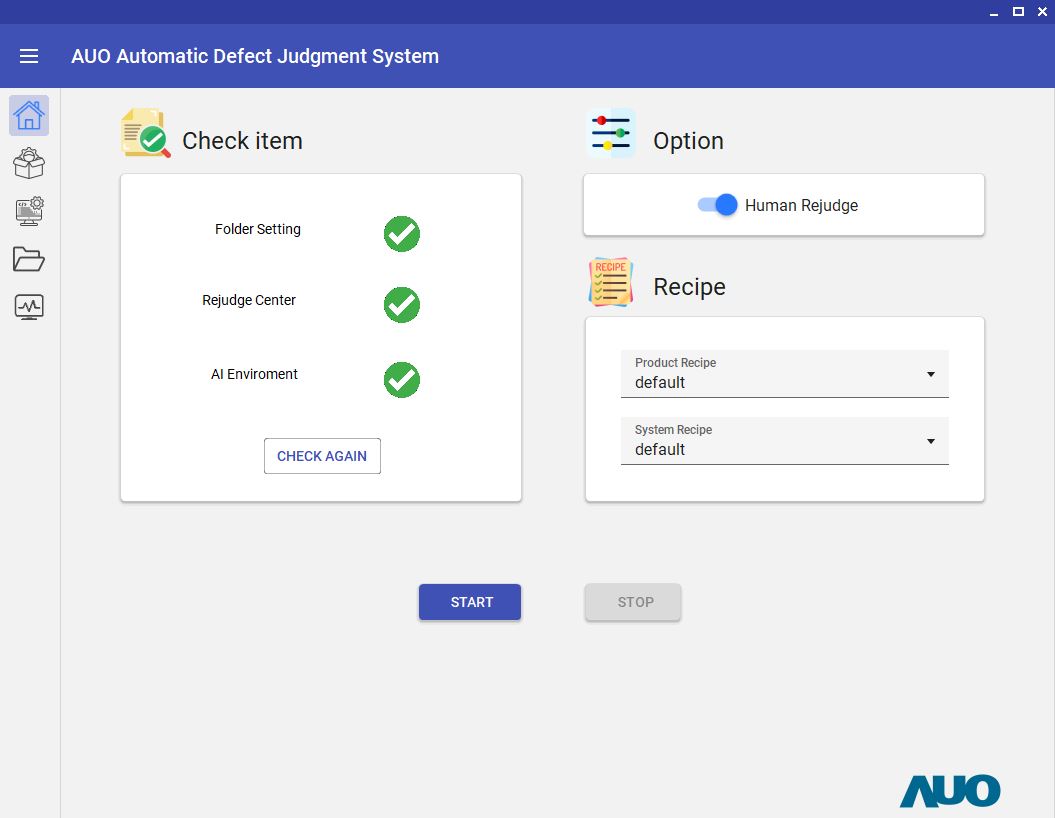 AUO Automatic Defect Judgment System
Check item
Folder Setting
Rejudge Center
AI Enviroment
CHECK AGAIN
Option
Human Rejudge
RECIPE
Recipe
Product Recipe
default
System Recipe
default
START
STOP
AUO